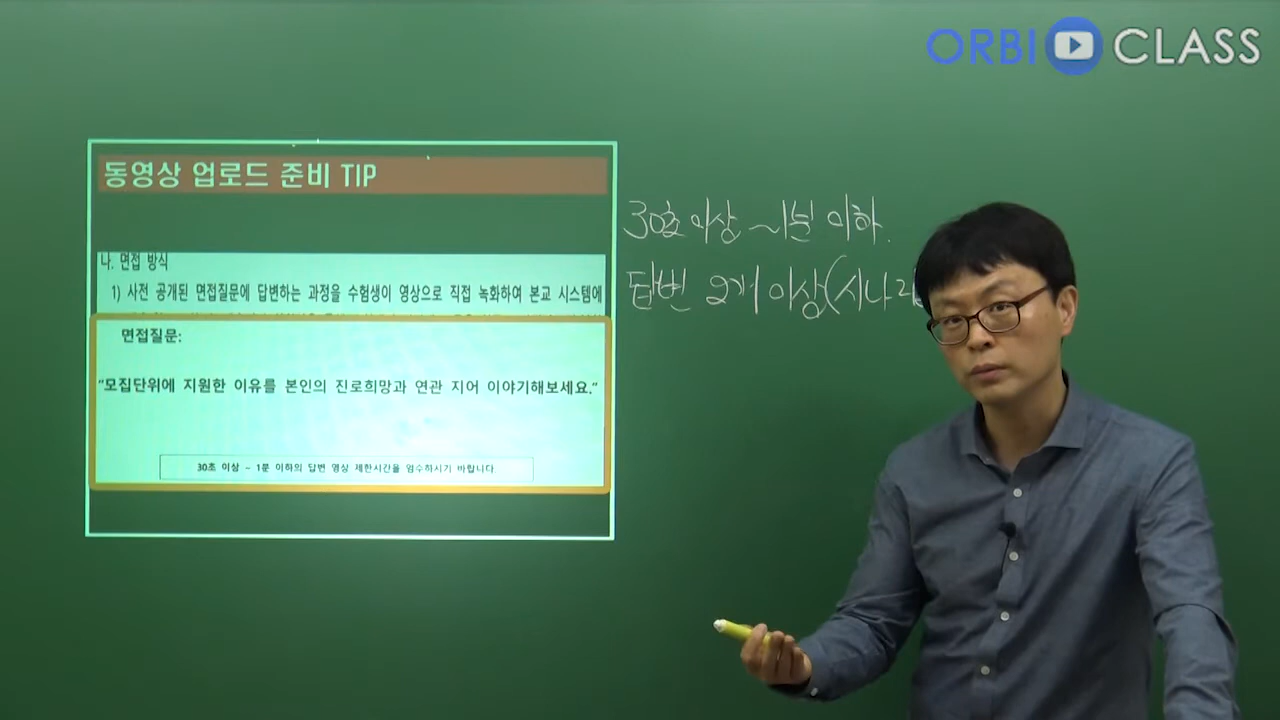 ORBI CLASS
동영상 업로드 준비 TIP
나. 면접 방식
1) 사전 공개된 면접질문에 답변하는 과정을 수험생이 영상으로 직접 녹화하여 본교 시스템에
면접질문:
"모집단위에 지원한 이유를 본인의 진로희망과 연관 지어 이야기해보세요."
30초 이상 ~ 1분 이하의 답변 영상 제한시간을 엄수하시기 바랍니다
30초 이상 ~ 1분 이하.
답변 2개 이상(시나리